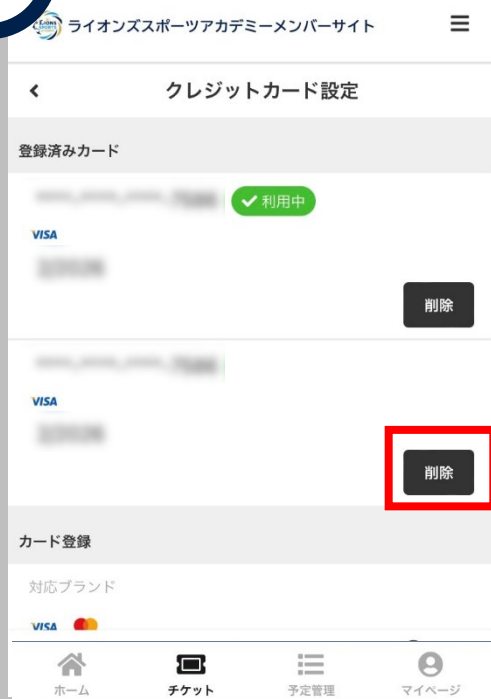 ライオンズスポーツアカデミーメンバーサイト
クレジットカード設定
登録済みカード
利用中
VISA
削除
VISA
削除
カード登録
対応ブランド
VISA
ホーム
チケット
予定管理
マイページ